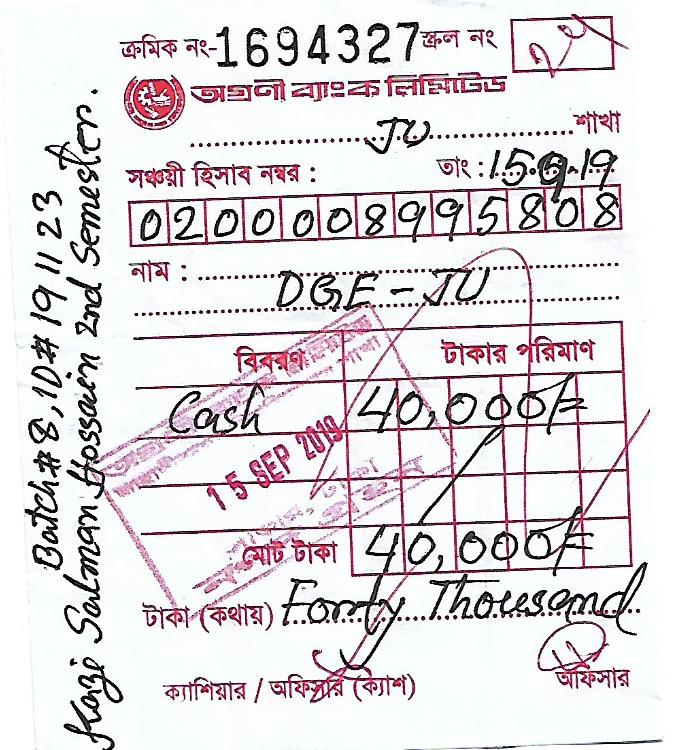 ক্রমিক নং-1694327 স্ক্রল নং
অগ্রণী ব্যাংক লিমিটেড
JU শাখা
সঞ্চয়ী হিসাব নম্বর : তাং : 15.9.19
0200008995808
নাম :
DGE - JU
বিবরণ টাকার পরিমাণ
Cash 40,000/=
15 SEP 2019
মোট টাকা 40,000/=
টাকা (কথায়) Forty Thousand
ক্যাশিয়ার / অফিসার (ক্যাশ) অফিসার
Batch # 8, ID # 191123
Kazi Salman Hossain 2nd Semester.